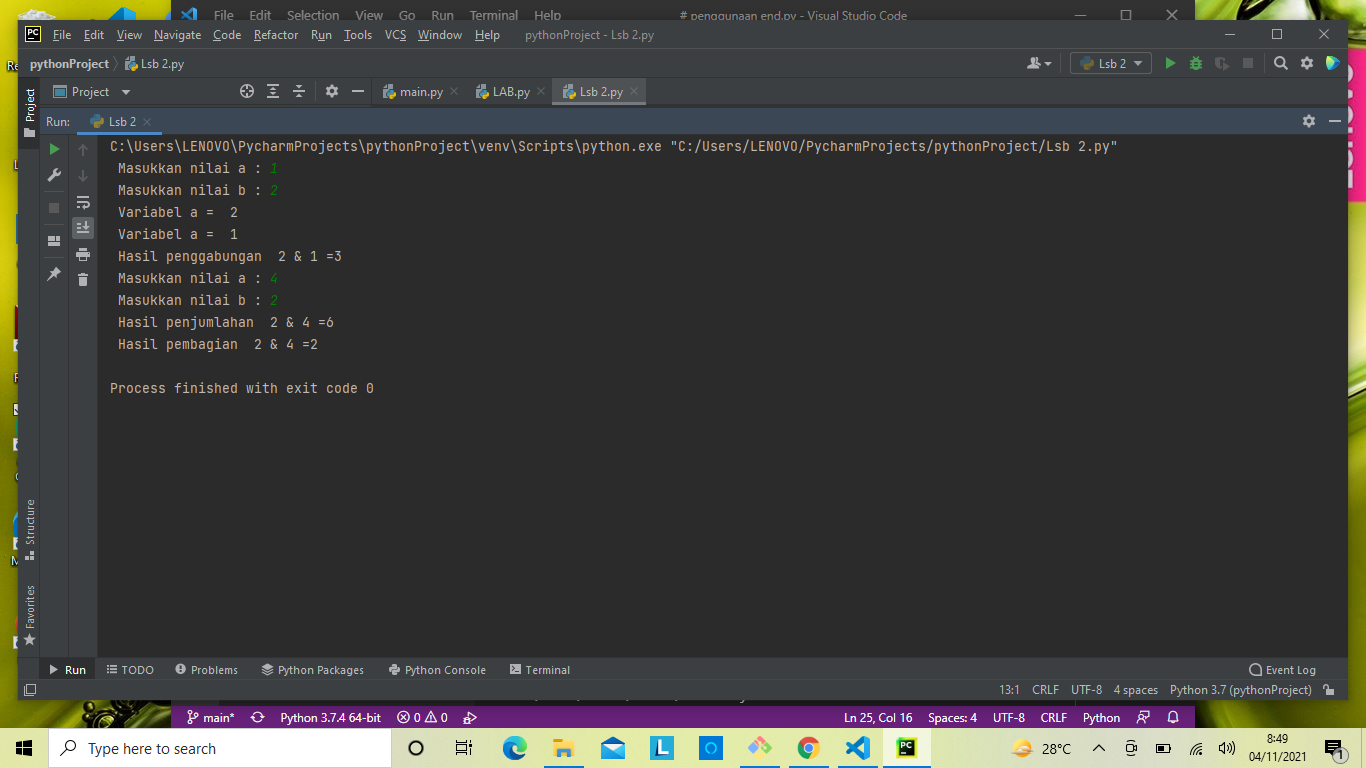 File Edit Selection View Go Run Terminal Help # penggunaan end.py - Visual Studio Code
PC File Edit View Navigate Code Refactor Run Tools VCS Window Help pythonProject - Lsb 2.py
pythonProject Lsb 2.py Lsb 2
Project main.py LAB.py Lsb 2.py
Project
Run: Lsb 2
C:\Users\LENOVO\PycharmProjects\pythonProject\venv\Scripts\python.exe "C:/Users/LENOVO/PycharmProjects/pythonProject/Lsb 2.py"
Masukkan nilai a : 1
Masukkan nilai b : 2
Variabel a =  2
Variabel a =  1
Hasil penggabungan  2 & 1 =3
Masukkan nilai a : 4
Masukkan nilai b : 2
Hasil penjumlahan  2 & 4 =6
Hasil pembagian  2 & 4 =2
Process finished with exit code 0
Structure
Favorites
Run TODO Problems Python Packages Python Console Terminal Event Log
13:1 CRLF UTF-8 4 spaces Python 3.7 (pythonProject)
main* Python 3.7.4 64-bit 0 0 Ln 25, Col 16 Spaces: 4 UTF-8 CRLF Python
Type here to search L PC 28°C 8:49
04/11/2021 1